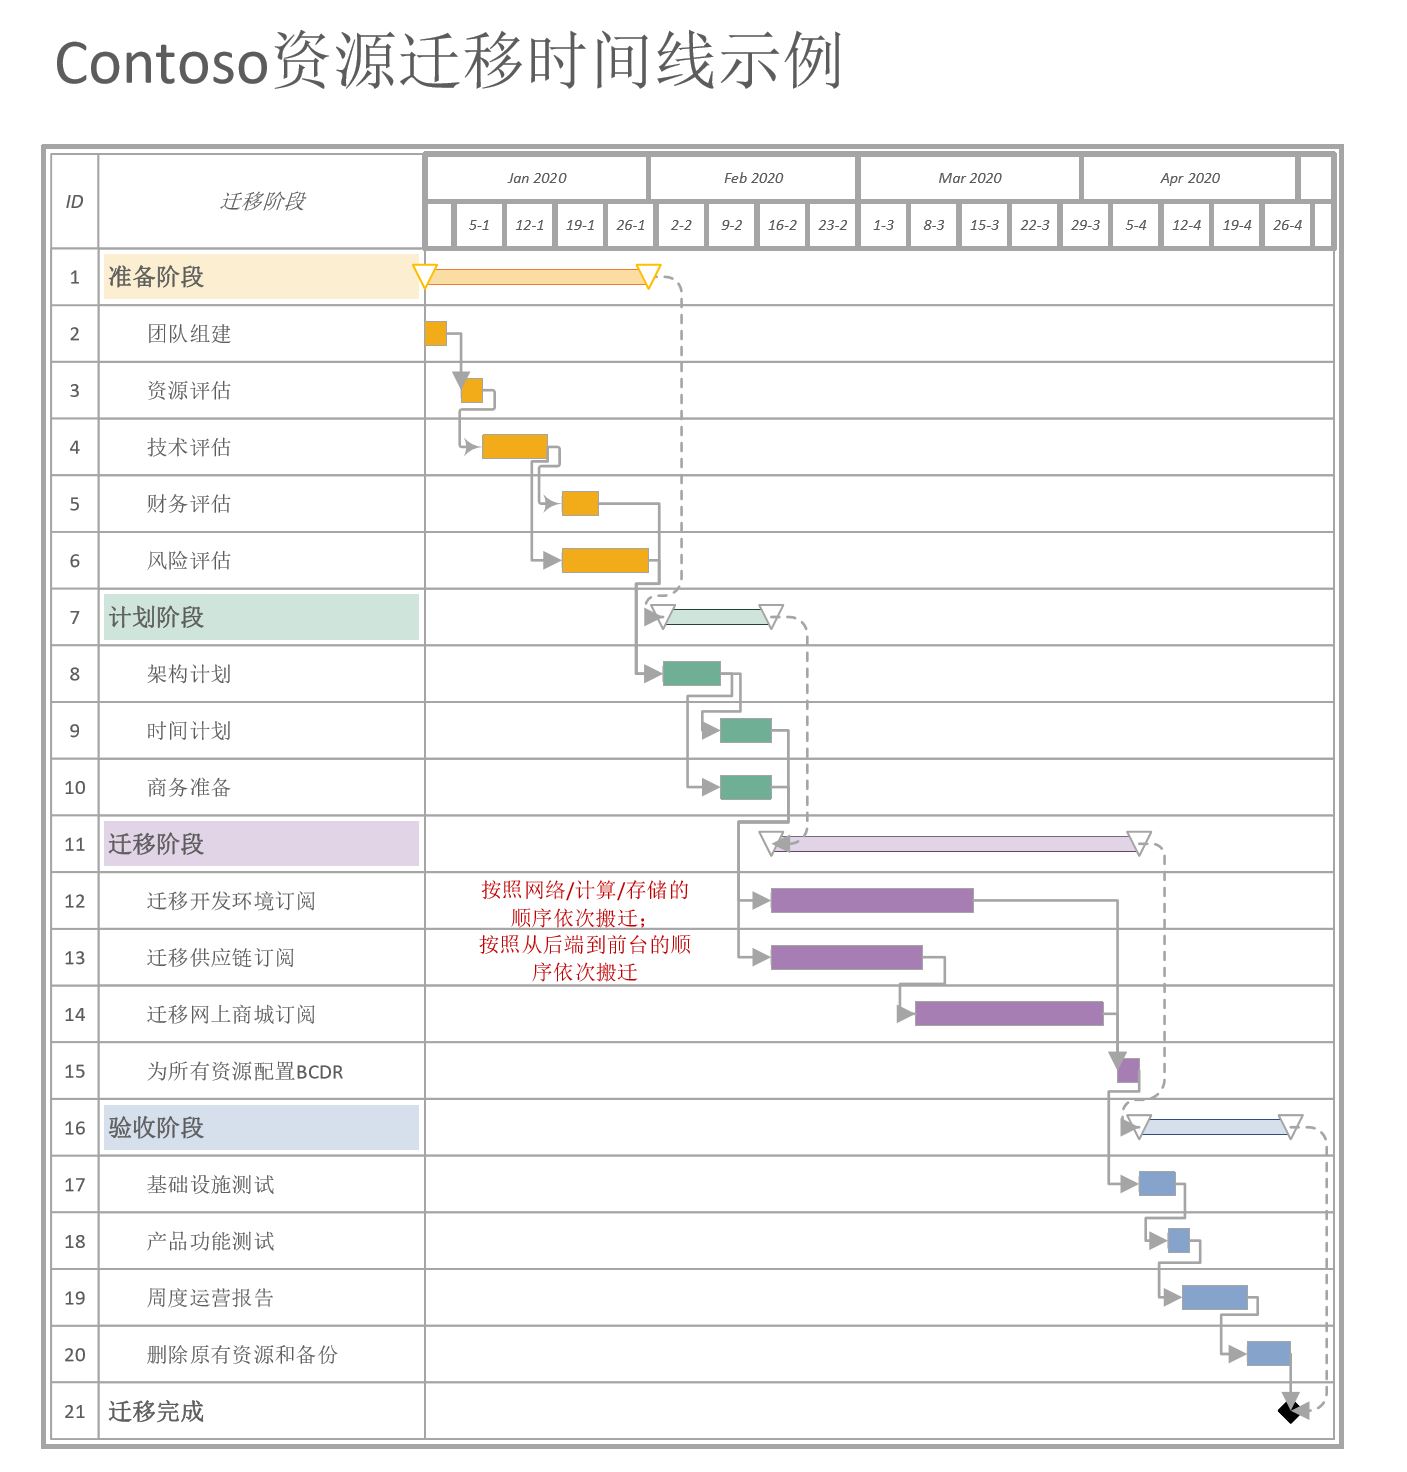 Contoso资源迁移时间线示例
ID
迁移阶段
Jan 2020
Feb 2020
Mar 2020
Apr 2020
5-1
12-1
19-1
26-1
2-2
9-2
16-2
23-2
1-3
8-3
15-3
22-3
29-3
5-4
12-4
19-4
26-4
1
准备阶段
2
团队组建
3
资源评估
4
技术评估
5
财务评估
6
风险评估
7
计划阶段
8
架构计划
9
时间计划
10
商务准备
11
迁移阶段
12
迁移开发环境订阅
按照网络/计算/存储的
顺序依次搬迁;
13
迁移供应链订阅
按照从后端到前台的顺
序依次搬迁
14
迁移网上商城订阅
15
为所有资源配置BCDR
16
验收阶段
17
基础设施测试
18
产品功能测试
19
周度运营报告
20
删除原有资源和备份
21
迁移完成